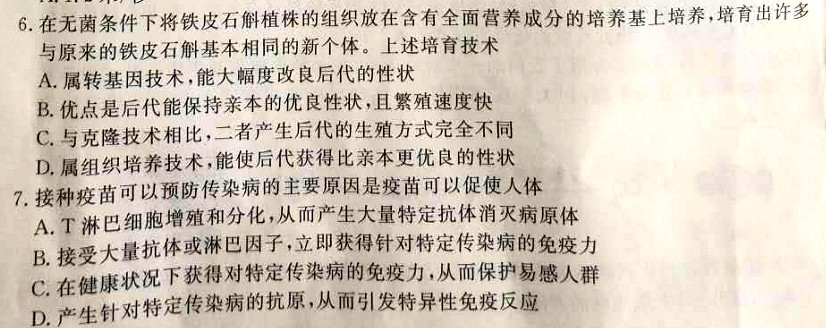 6. 在无菌条件下将铁皮石斛植株的组织放在含有全面营养成分的培养基上培养,培育出许多
与原来的铁皮石斛基本相同的新个体。上述培育技术
A. 属转基因技术,能大幅度改良后代的性状
B. 优点是后代能保持亲本的优良性状,且繁殖速度快
C. 与克隆技术相比,二者产生后代的生殖方式完全不同
D. 属组织培养技术,能使后代获得比亲本更优良的性状
7. 接种疫苗可以预防传染病的主要原因是疫苗可以促使人体
A. T 淋巴细胞增殖和分化,从而产生大量特定抗体消灭病原体
B. 接受大量抗体或淋巴因子,立即获得针对特定传染病的免疫力
C. 在健康状况下获得对特定传染病的免疫力,从而保护易感人群
D. 产生针对特定传染病的抗原,从而引发特异性免疫反应